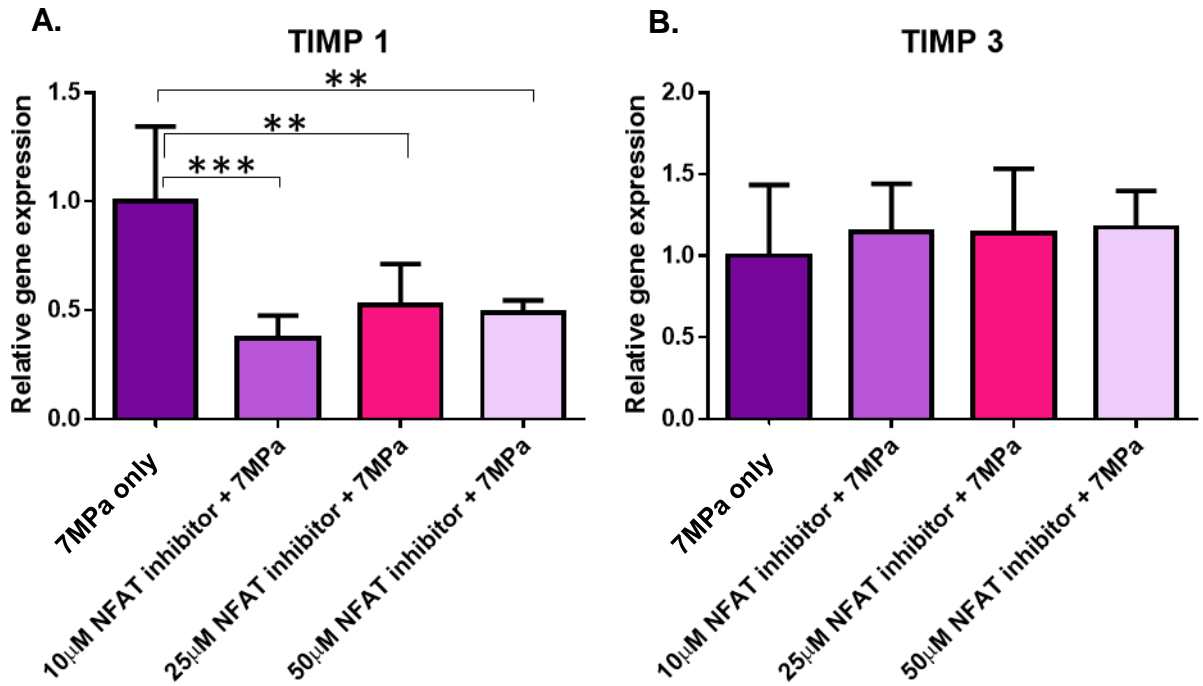 A.
TIMP 1
Relative gene expression
1.5
1.0
0.5
0.0
**
**
***
7MPa only
10µM NFAT inhibitor + 7MPa
25µM NFAT inhibitor + 7MPa
50µM NFAT inhibitor + 7MPa
B.
TIMP 3
Relative gene expression
2.0
1.5
1.0
0.5
0.0
7MPa only
10µM NFAT inhibitor + 7MPa
25µM NFAT inhibitor + 7MPa
50µM NFAT inhibitor + 7MPa